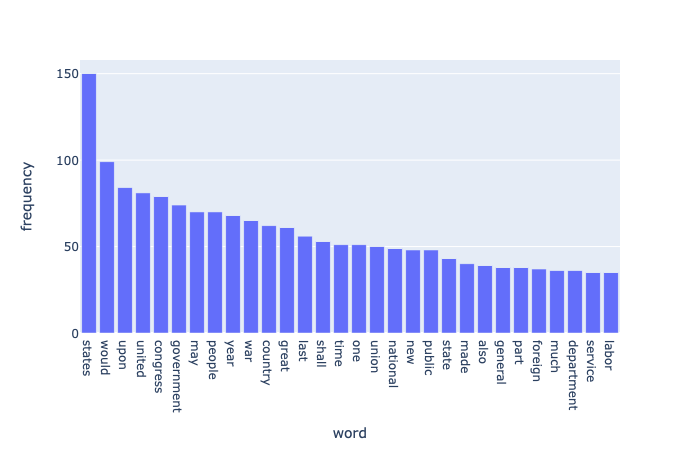 150
100
50
0
frequency
states
would
upon
united
congress
government
may
people
year
war
country
great
last
shall
time
one
union
national
new
public
state
made
also
general
part
foreign
much
department
service
labor
word